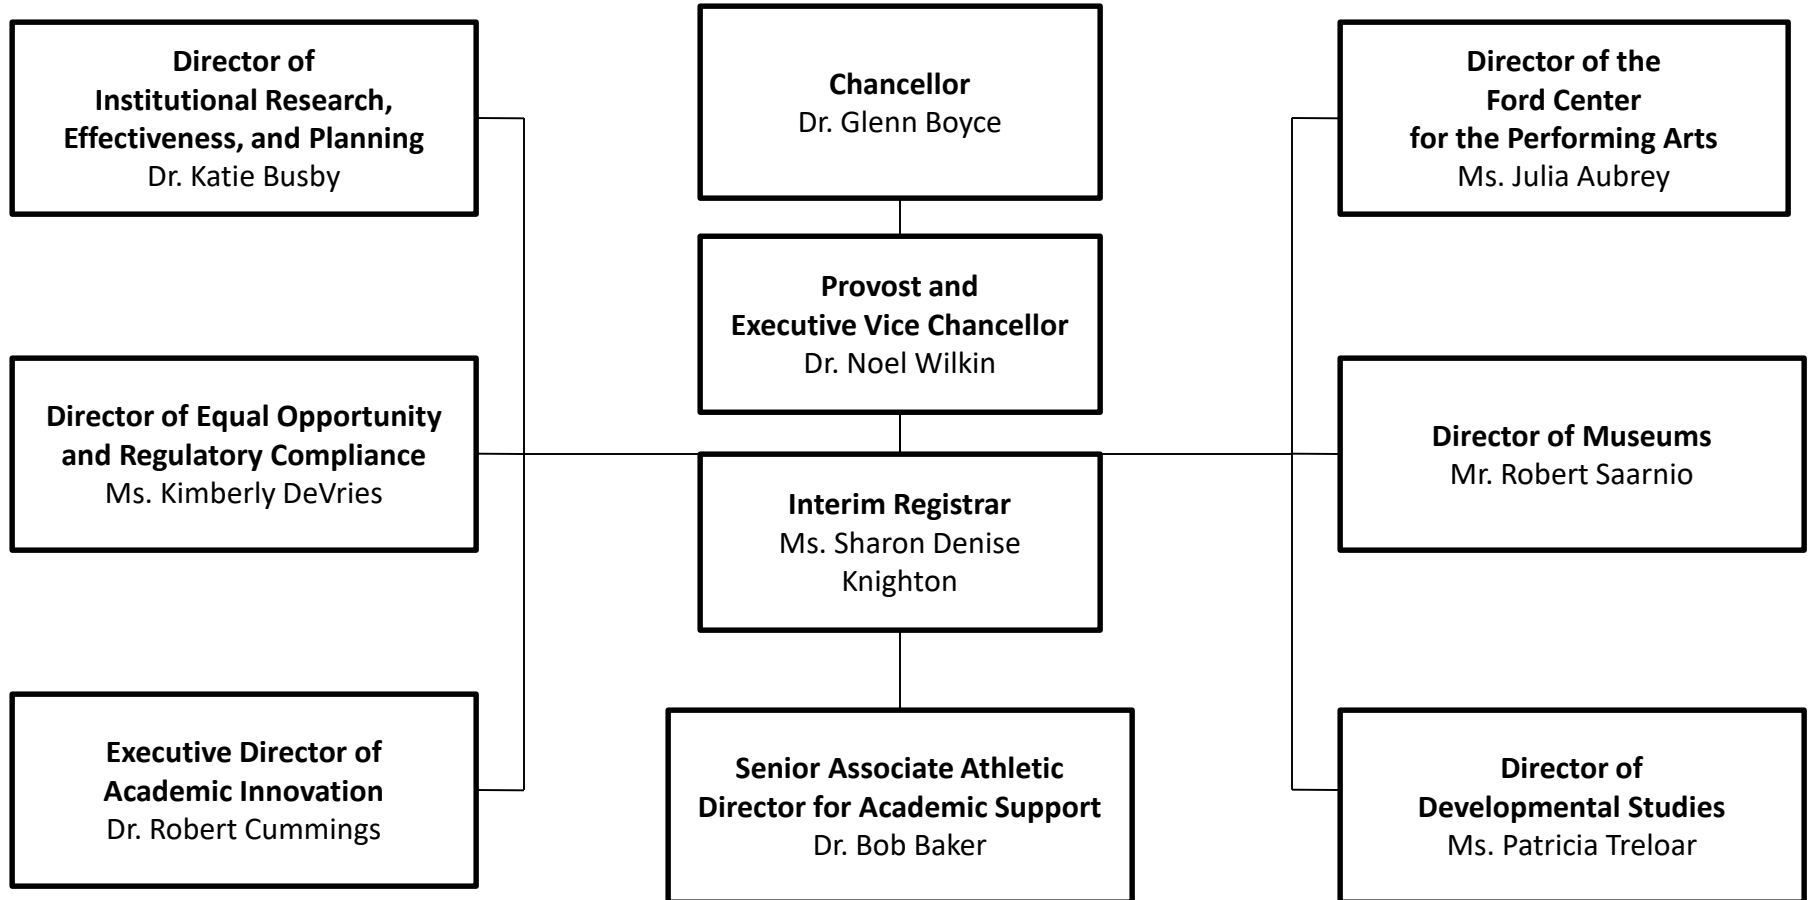 Director of
Institutional Research,
Effectiveness, and Planning
Dr. Katie Busby
Chancellor
Dr. Glenn Boyce
Director of the
Ford Center
for the Performing Arts
Ms. Julia Aubrey
Provost and
Executive Vice Chancellor
Dr. Noel Wilkin
Director of Equal Opportunity
and Regulatory Compliance
Ms. Kimberly DeVries
Interim Registrar
Ms. Sharon Denise
Knighton
Director of Museums
Mr. Robert Saarnio
Executive Director of
Academic Innovation
Dr. Robert Cummings
Senior Associate Athletic
Director for Academic Support
Dr. Bob Baker
Director of
Developmental Studies
Ms. Patricia Treloar